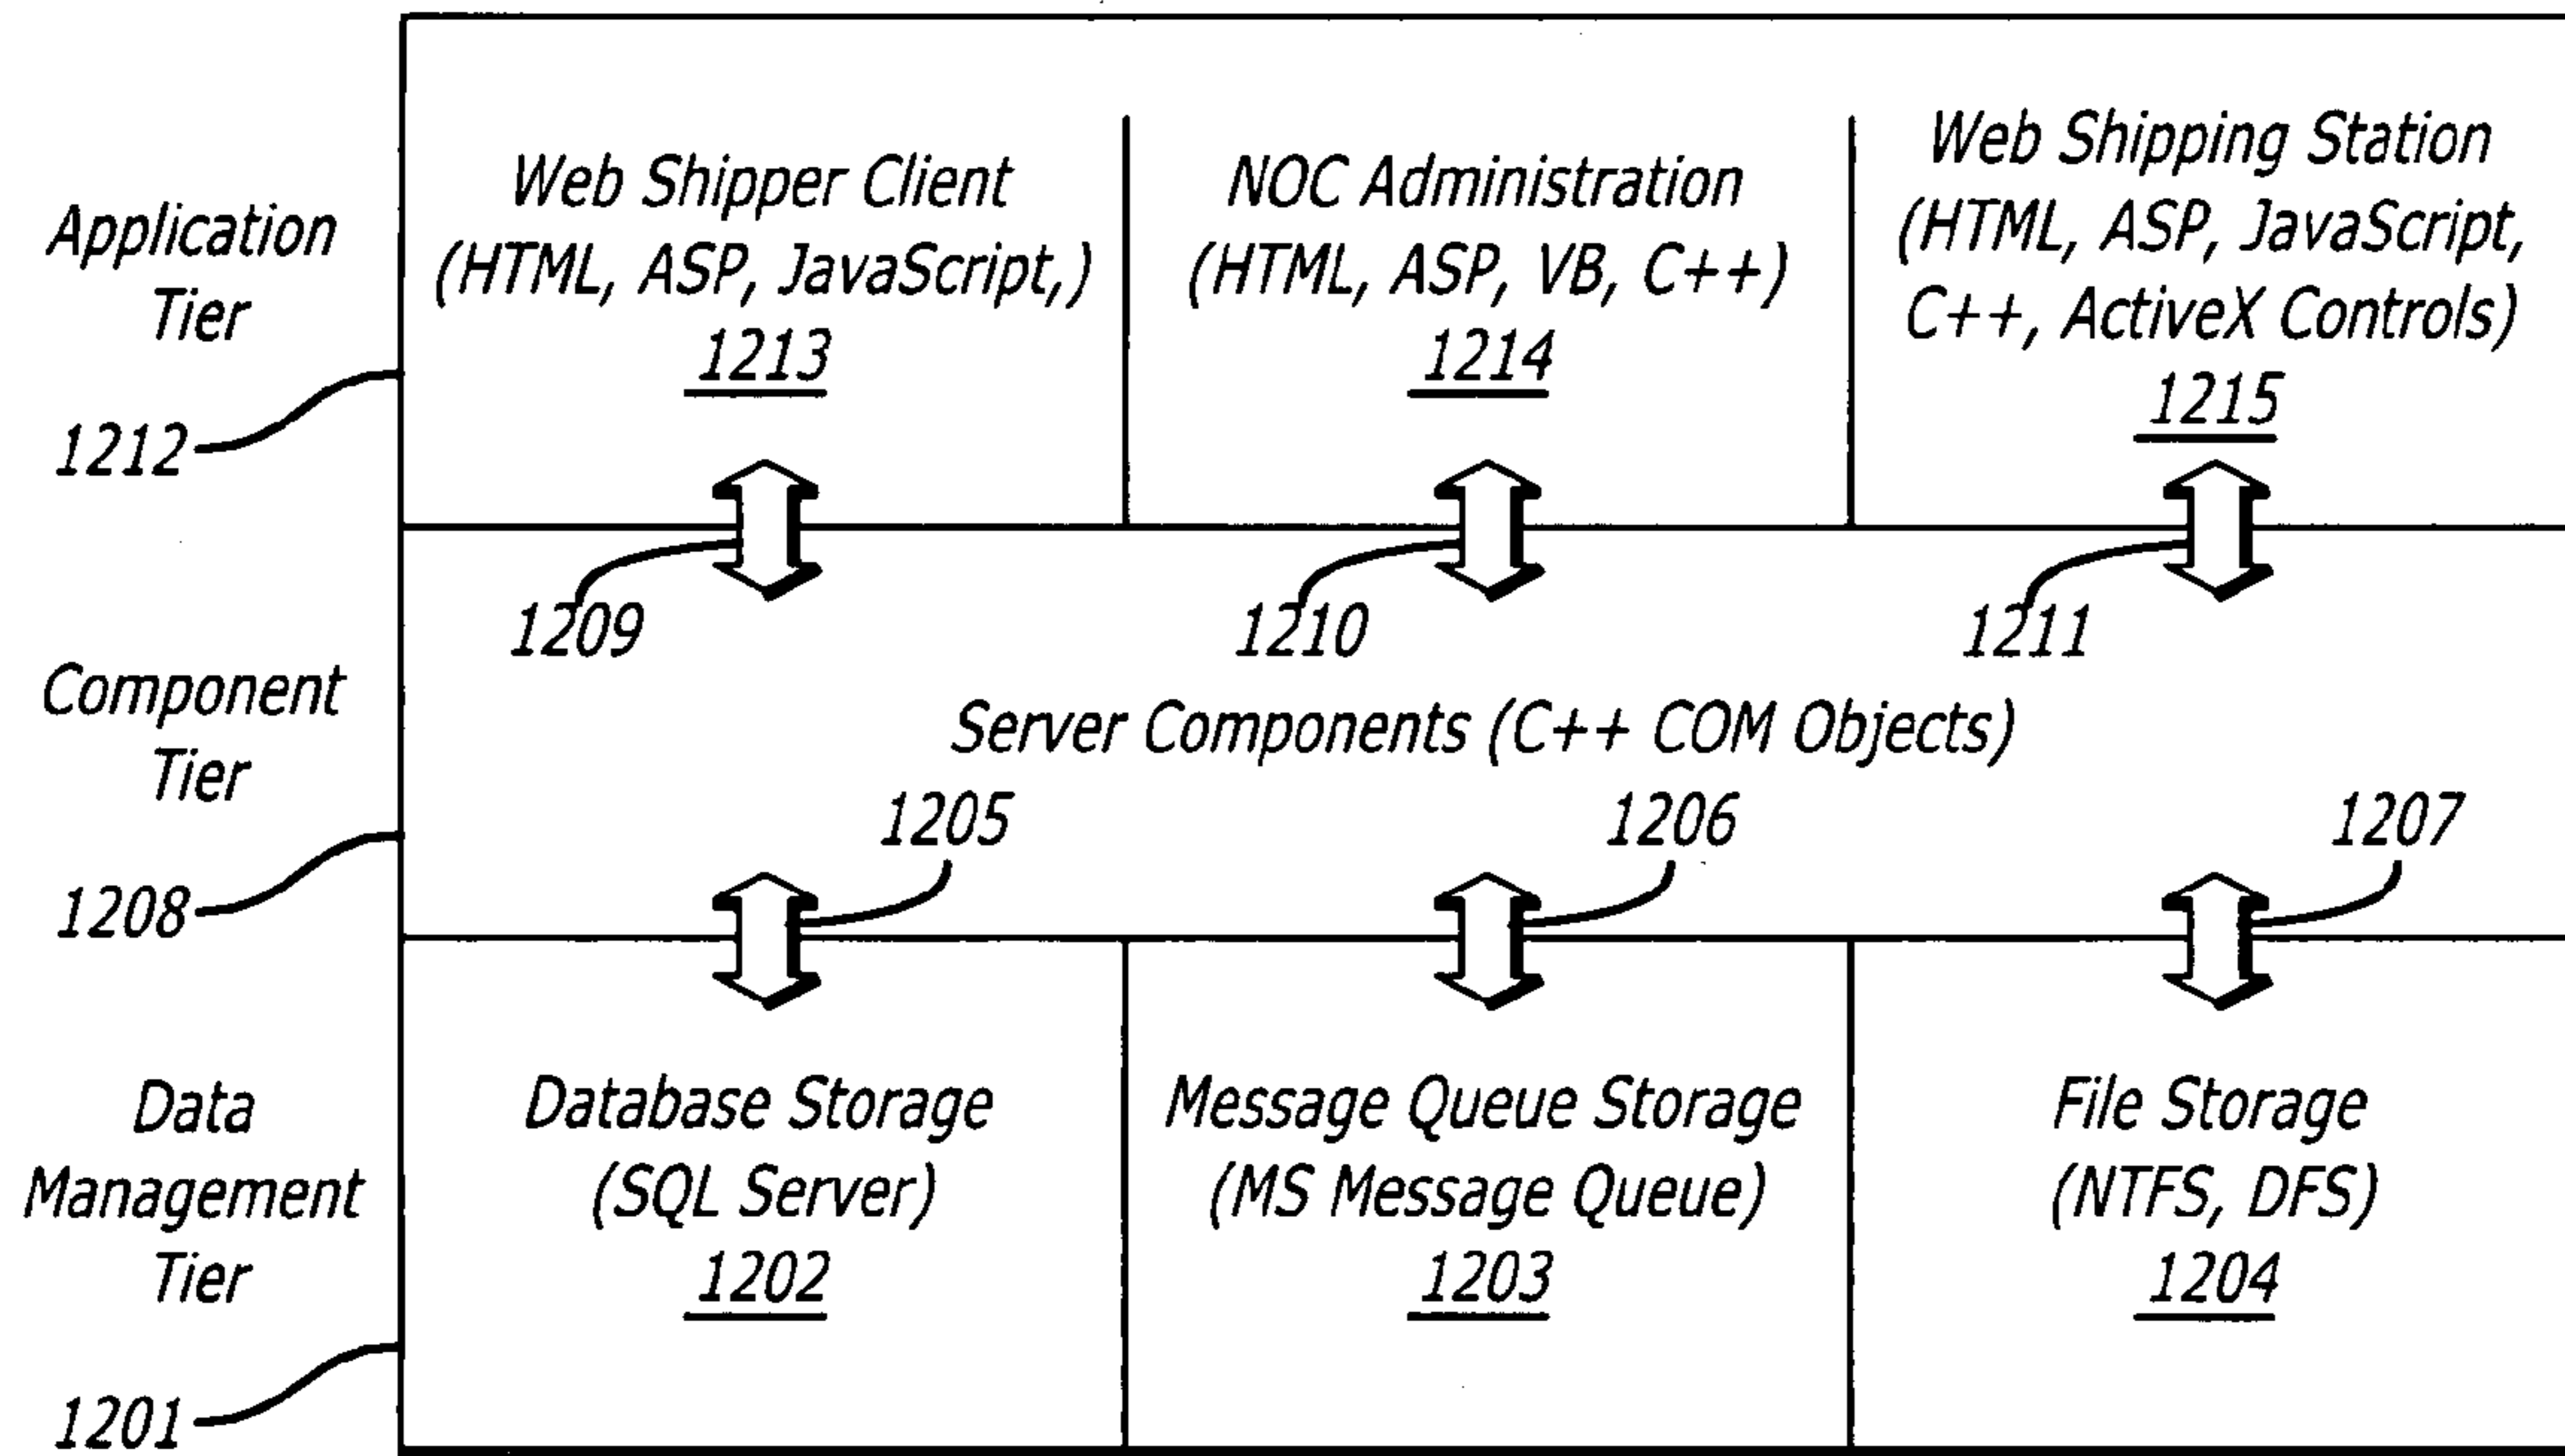 Application
Tier
1212
Web Shipper Client
(HTML, ASP, JavaScript,)
1213
NOC Administration
(HTML, ASP, VB, C++)
1214
Web Shipping Station
(HTML, ASP, JavaScript,
C++, ActiveX Controls)
1215
1209
1210
1211
Component
Tier
1208
Server Components (C++ COM Objects)
1205
1206
1207
Data
Management
Tier
1201
Database Storage
(SQL Server)
1202
Message Queue Storage
(MS Message Queue)
1203
File Storage
(NTFS, DFS)
1204